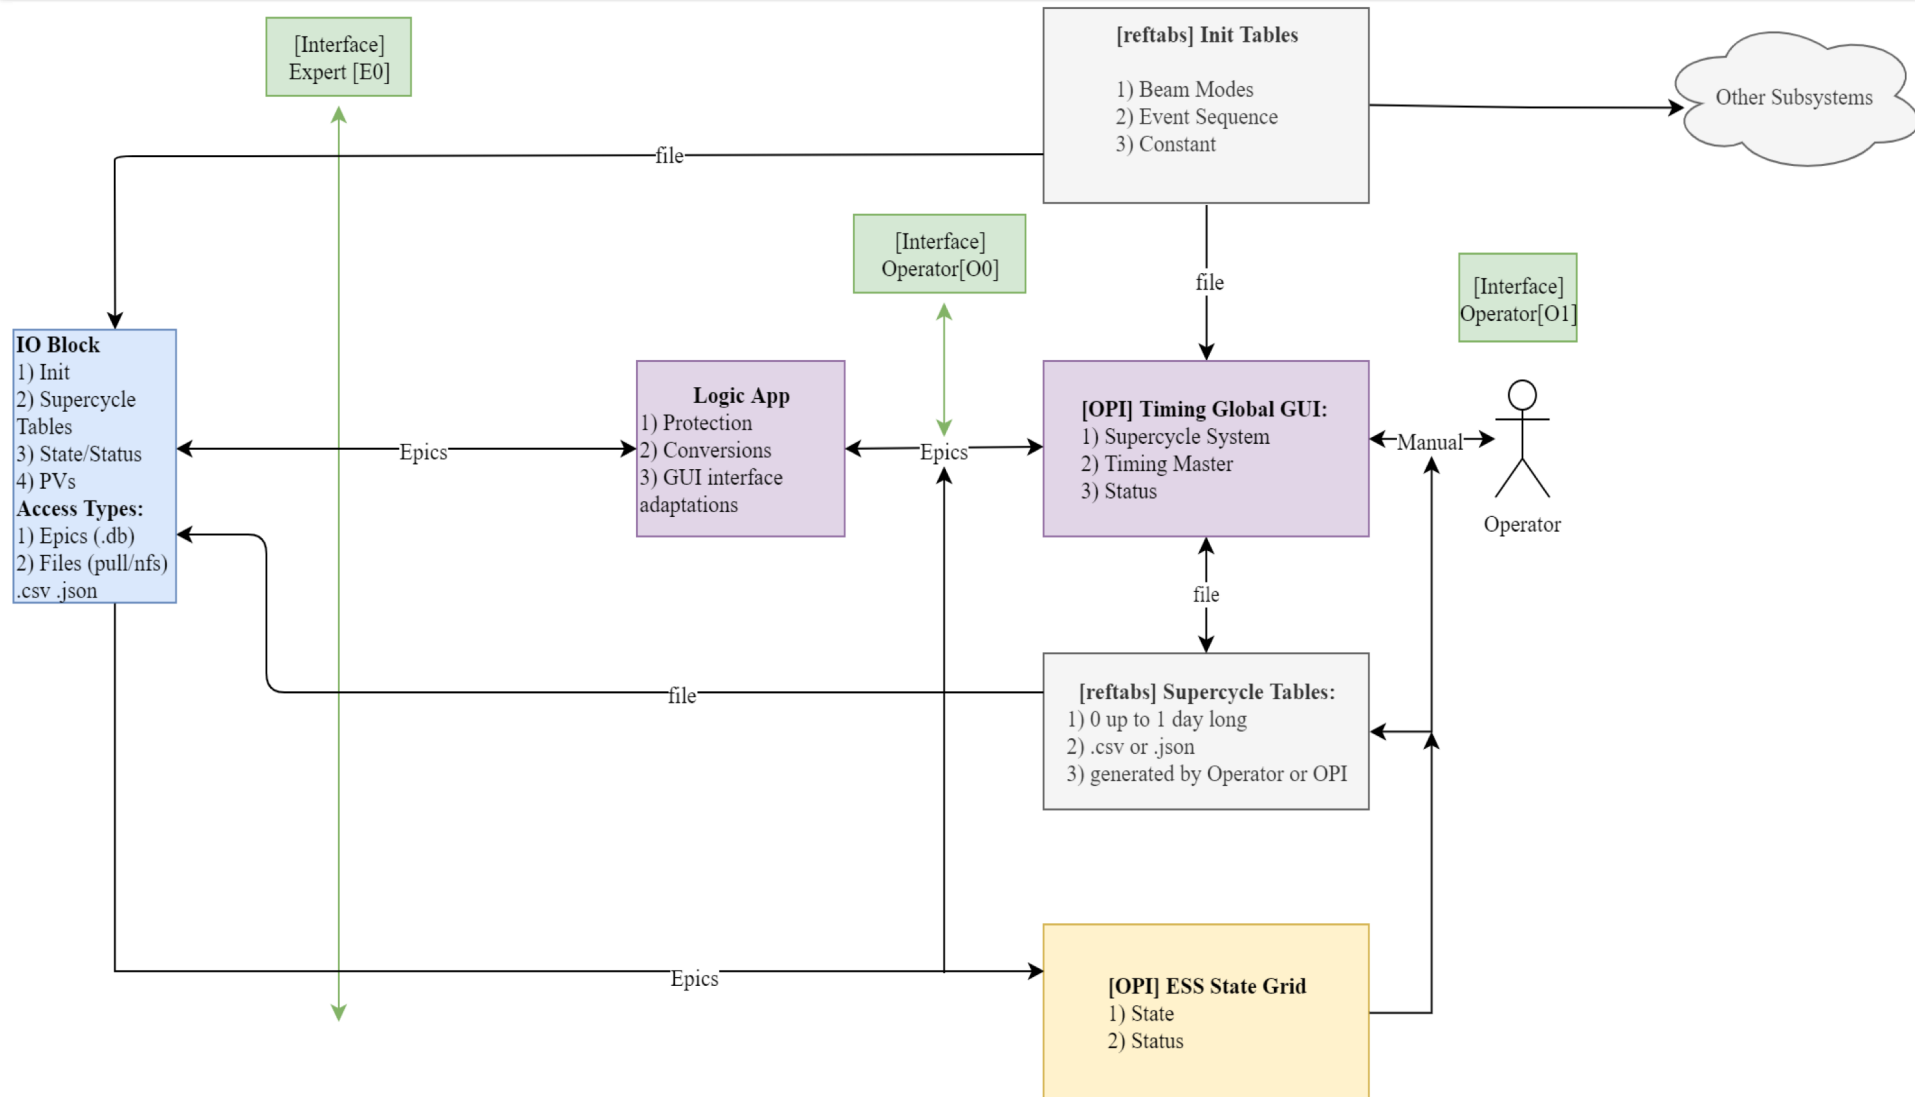 [Interface]
Expert [E0]
[reftabs] Init Tables
1) Beam Modes
2) Event Sequence
3) Constant
Other Subsystems
file
[Interface]
Operator[O0]
file
[Interface]
Operator[O1]
IO Block
1) Init
2) Supercycle
Tables
3) State/Status
4) PVs
Access Types:
1) Epics (.db)
2) Files (pull/nfs)
.csv .json
Epics
Logic App
1) Protection
2) Conversions
3) GUI interface
adaptations
Epics
[OPI] Timing Global GUI:
1) Supercycle System
2) Timing Master
3) Status
Manual
Operator
file
file
[reftabs] Supercycle Tables:
1) 0 up to 1 day long
2) .csv or .json
3) generated by Operator or OPI
Epics
[OPI] ESS State Grid
1) State
2) Status